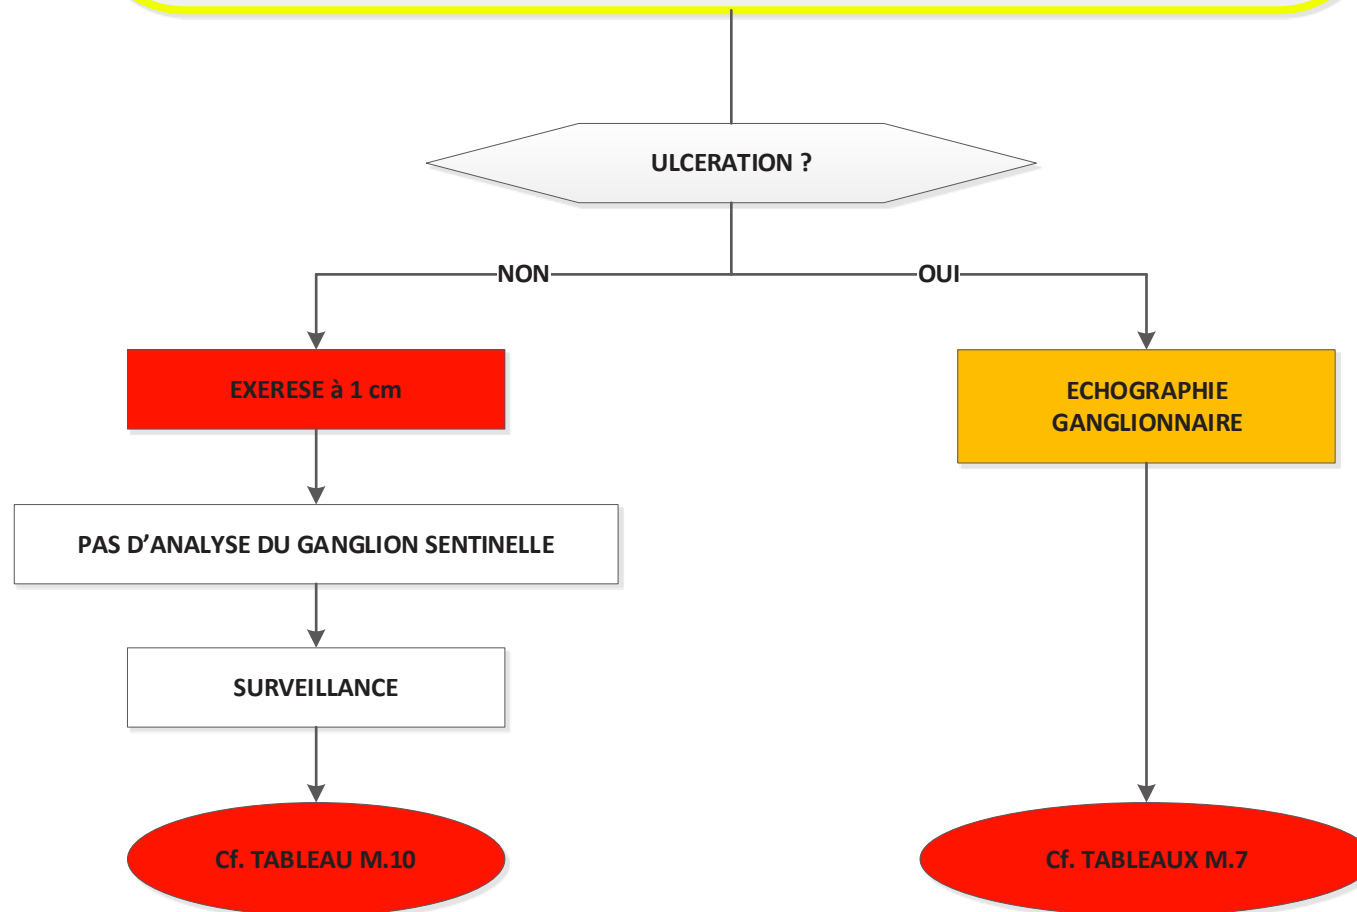 ULCERATION ?
NON
OUI
EXERESE à 1 cm
ECHOGRAPHIE
GANGLIONNAIRE
PAS D’ANALYSE DU GANGLION SENTINELLE
SURVEILLANCE
Cf. TABLEAU M.10
Cf. TABLEAUX M.7